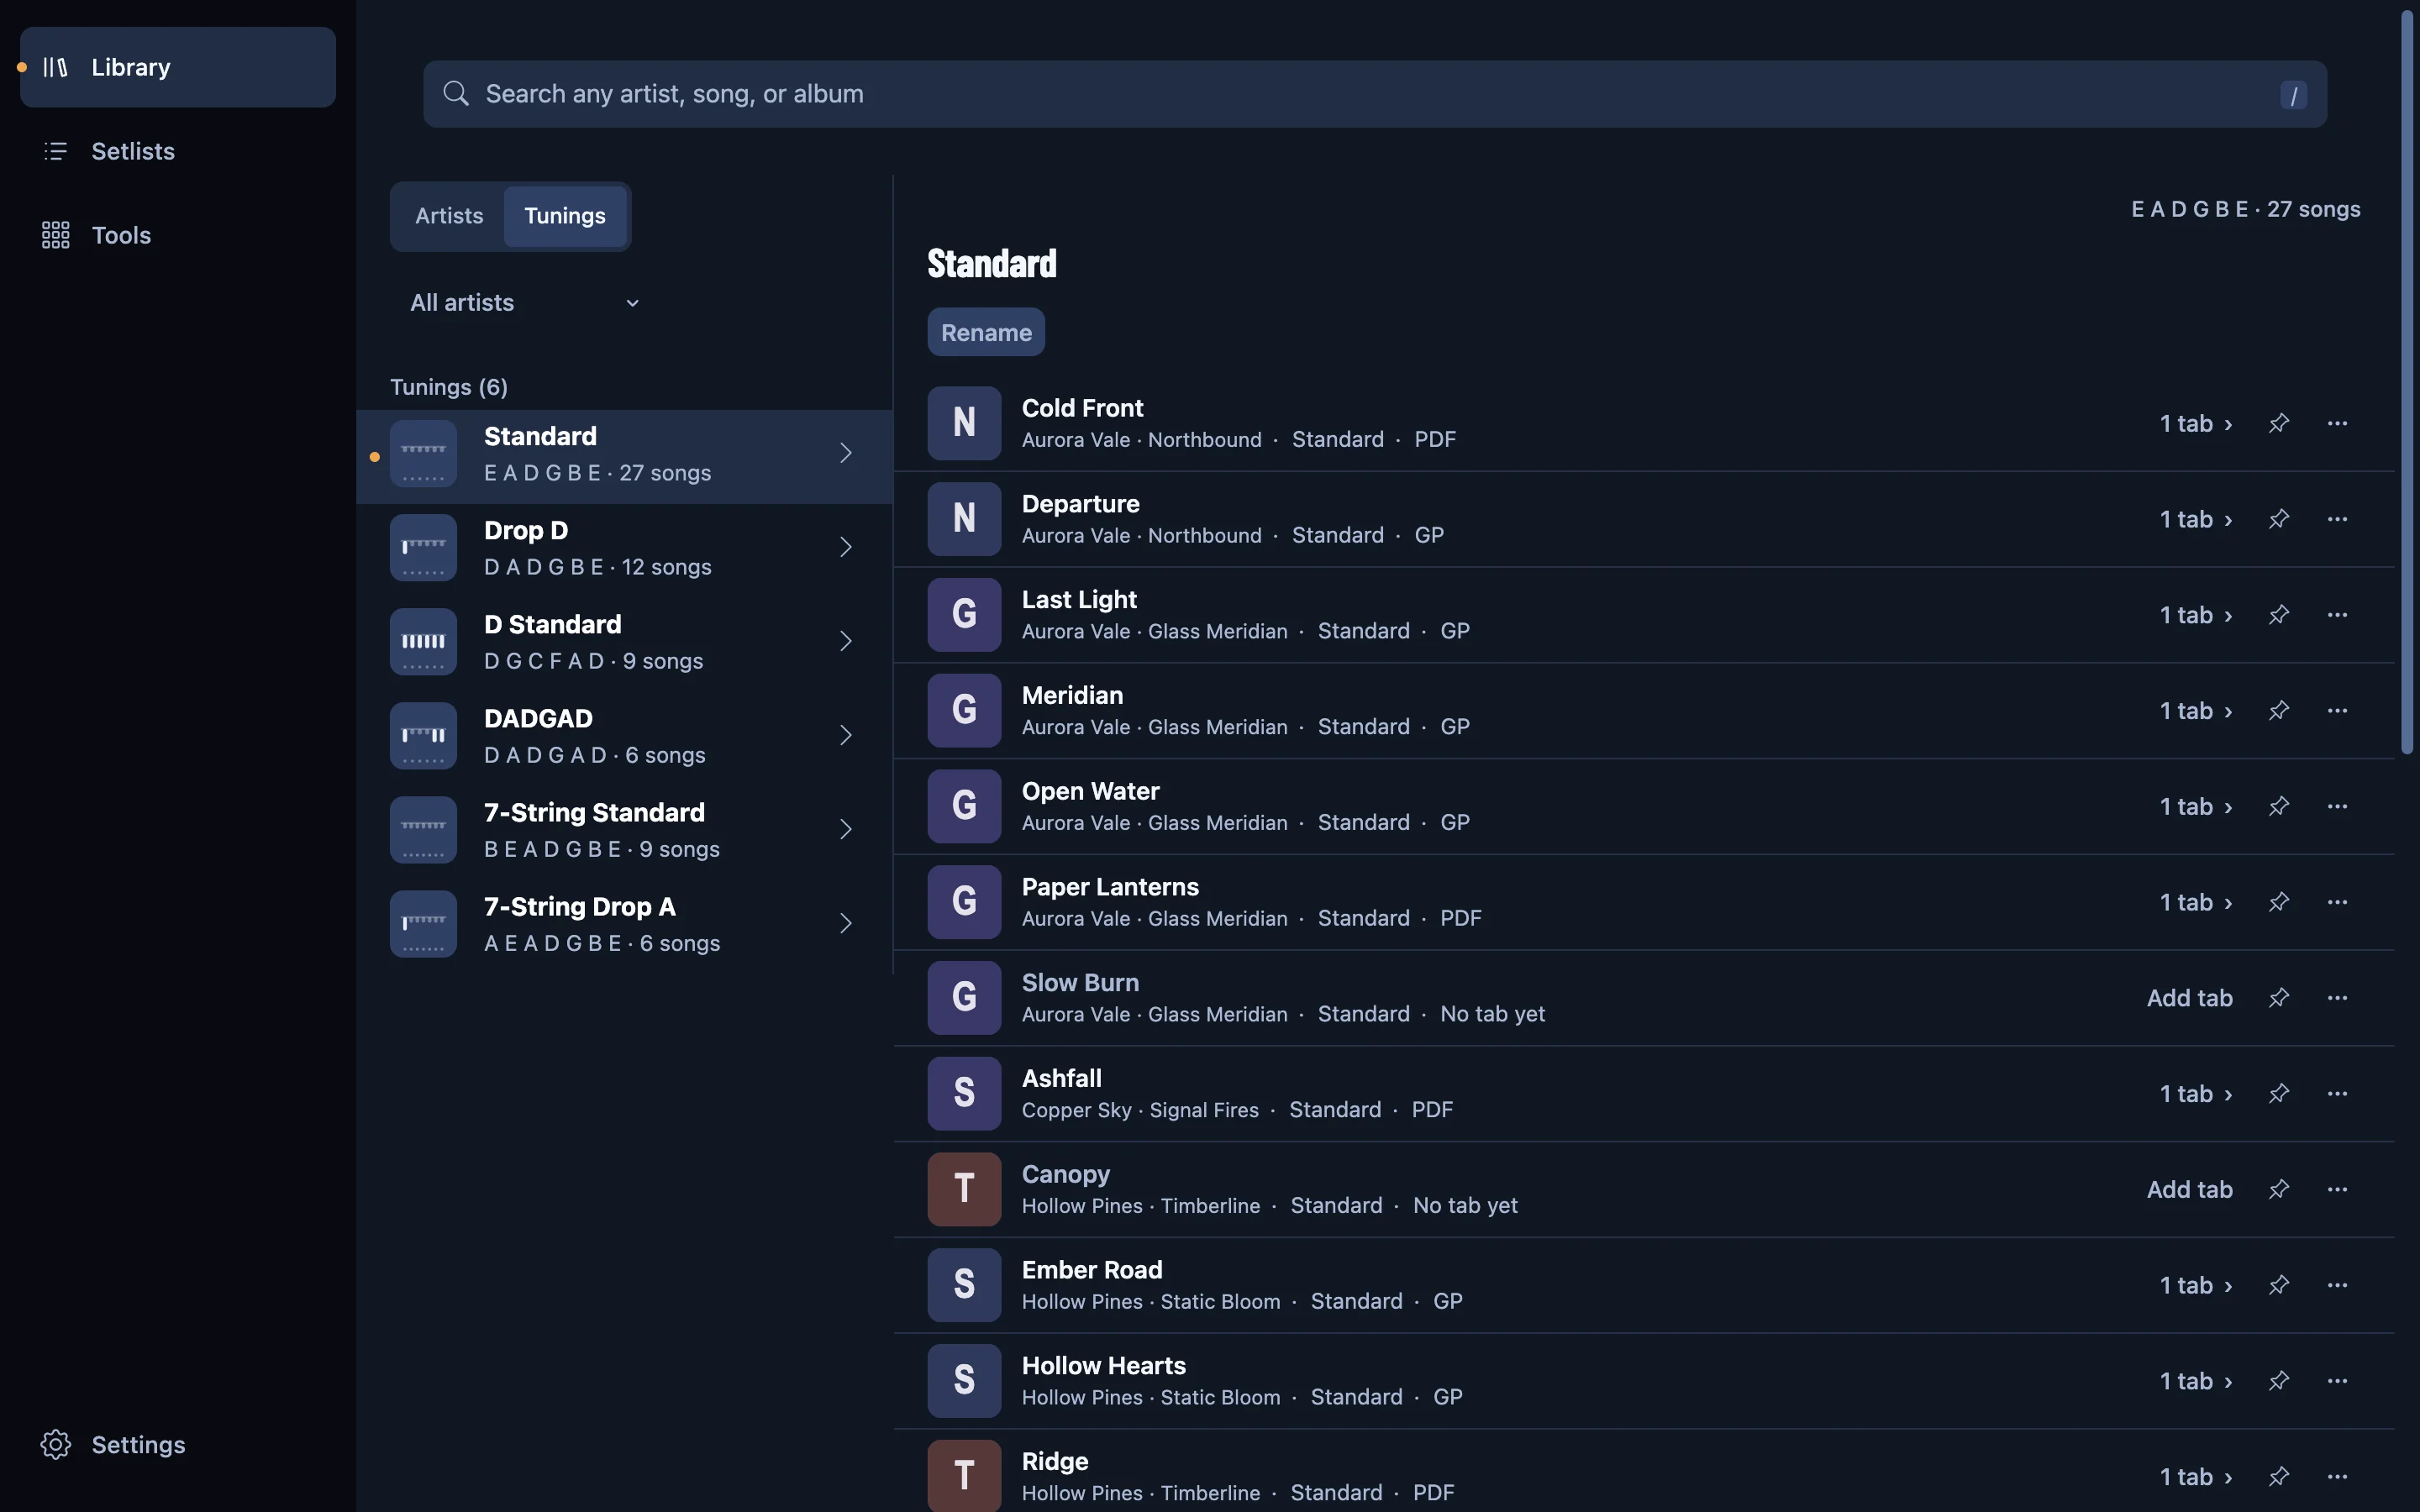 Library
Setlists
Tools
Settings
Search any artist, song, or album
/
Artists
Tunings
All artists
Tunings (6)
Standard
E A D G B E · 27 songs
Drop D
D A D G B E · 12 songs
D Standard
D G C F A D · 9 songs
DADGAD
D A D G A D · 6 songs
7-String Standard
B E A D G B E · 9 songs
7-String Drop A
A E A D G B E · 6 songs
E A D G B E · 27 songs
Standard
Rename
N
Cold Front
Aurora Vale · Northbound · Standard · PDF
1 tab ›
N
Departure
Aurora Vale · Northbound · Standard · GP
1 tab ›
G
Last Light
Aurora Vale · Glass Meridian · Standard · GP
1 tab ›
G
Meridian
Aurora Vale · Glass Meridian · Standard · GP
1 tab ›
G
Open Water
Aurora Vale · Glass Meridian · Standard · GP
1 tab ›
G
Paper Lanterns
Aurora Vale · Glass Meridian · Standard · PDF
1 tab ›
G
Slow Burn
Aurora Vale · Glass Meridian · Standard · No tab yet
Add tab
S
Ashfall
Copper Sky · Signal Fires · Standard · PDF
1 tab ›
T
Canopy
Hollow Pines · Timberline · Standard · No tab yet
Add tab
S
Ember Road
Hollow Pines · Static Bloom · Standard · GP
1 tab ›
S
Hollow Hearts
Hollow Pines · Static Bloom · Standard · GP
1 tab ›
T
Ridge
Hollow Pines · Timberline · Standard · PDF
1 tab ›